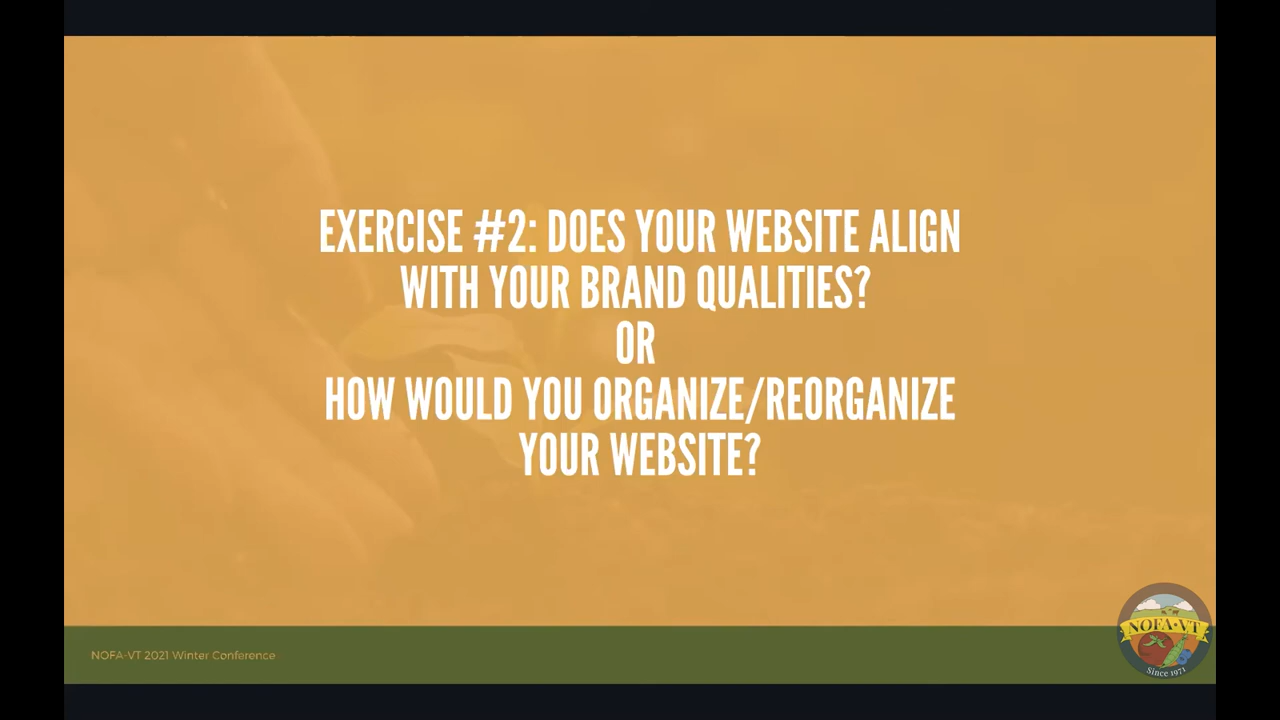 EXERCISE #2: DOES YOUR WEBSITE ALIGN
WITH YOUR BRAND QUALITIES?
OR
HOW WOULD YOU ORGANIZE/REORGANIZE
YOUR WEBSITE?
NOFA-VT 2021 Winter Conference
NOFA•VT
Since 1971